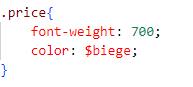 .price{
    font-weight: 700;
    color: $biege;
}